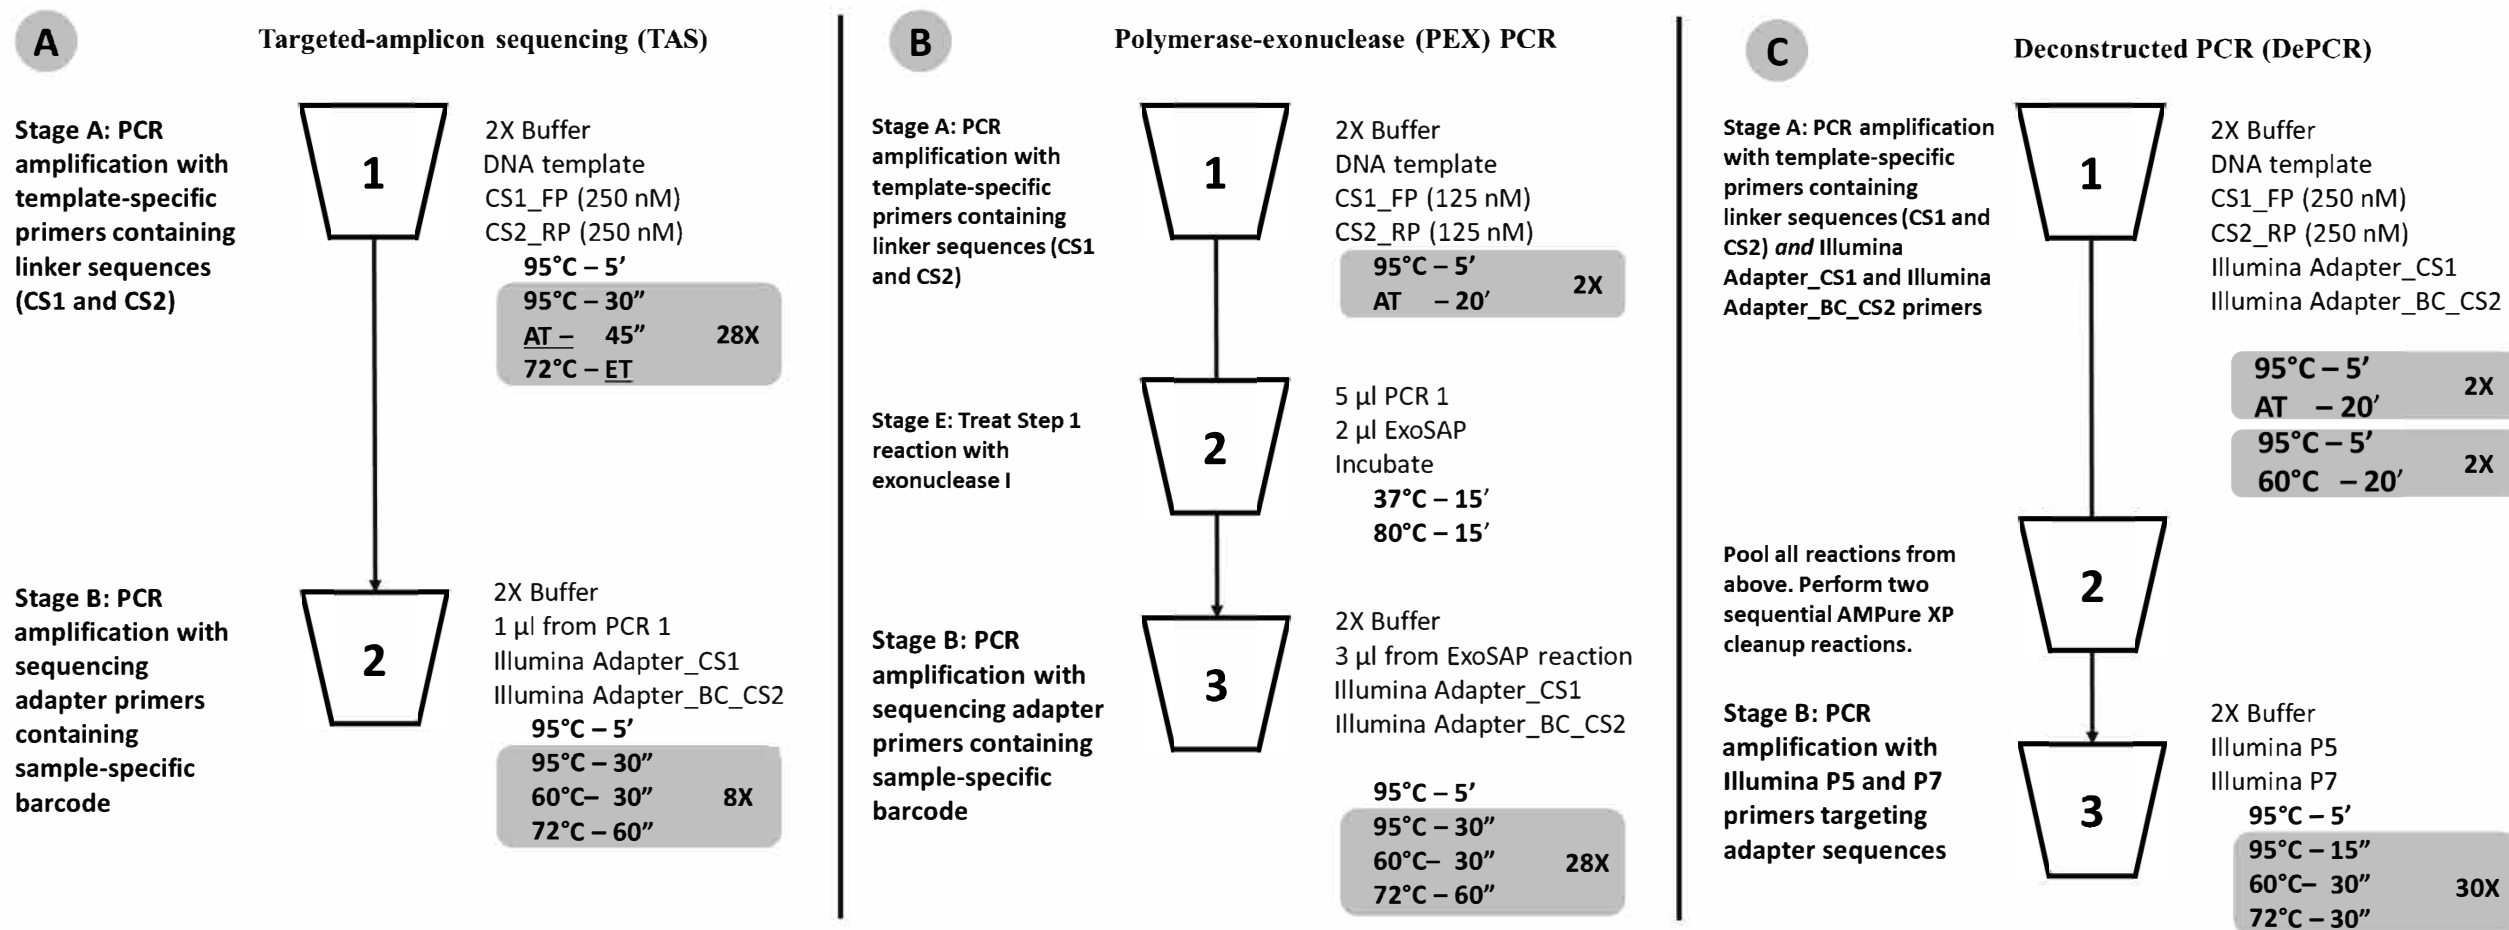 A
Targeted-amplicon sequencing (TAS)
Stage A: PCR
amplification with
template-specific
primers containing
linker sequences
(CS1 and CS2)
1
2X Buffer
DNA template
CS1_FP (250 nM)
CS2_RP (250 nM)
95°C – 5’
95°C – 30”
AT – 45”
28X
72°C – ET
Stage B: PCR
amplification with
sequencing
adapter primers
containing
sample-specific
barcode
2
2X Buffer
1 µl from PCR 1
Illumina Adapter_CS1
Illumina Adapter_BC_CS2
95°C – 5’
95°C – 30”
60°C– 30”
8X
72°C – 60”
B
Polymerase-exonuclease (PEX) PCR
Stage A: PCR
amplification with
template-specific
primers containing
linker sequences (CS1
and CS2)
1
2X Buffer
DNA template
CS1_FP (125 nM)
CS2_RP (125 nM)
95°C – 5’
AT – 20’
2X
Stage E: Treat Step 1
reaction with
exonuclease I
2
5 µl PCR 1
2 µl ExoSAP
Incubate
37°C – 15’
80°C – 15’
Stage B: PCR
amplification with
sequencing adapter
primers containing
sample-specific
barcode
3
2X Buffer
3 µl from ExoSAP reaction
Illumina Adapter_CS1
Illumina Adapter_BC_CS2
95°C – 5’
95°C – 30”
60°C– 30”
28X
72°C – 60”
C
Deconstructed PCR (DePCR)
Stage A: PCR amplification
with template-specific
primers containing
linker sequences (CS1 and
CS2) and Illumina
Adapter_CS1 and Illumina
Adapter_BC_CS2 primers
1
2X Buffer
DNA template
CS1_FP (250 nM)
CS2_RP (250 nM)
Illumina Adapter_CS1
Illumina Adapter_BC_CS2
95°C – 5’
AT – 20’
2X
95°C – 5’
60°C – 20’
2X
Pool all reactions from
above. Perform two
sequential AMPure XP
cleanup reactions.
2
Stage B: PCR
amplification with
Illumina P5 and P7
primers targeting
adapter sequences
3
2X Buffer
Illumina P5
Illumina P7
95°C – 5’
95°C – 15”
60°C– 30”
30X
72°C – 30”